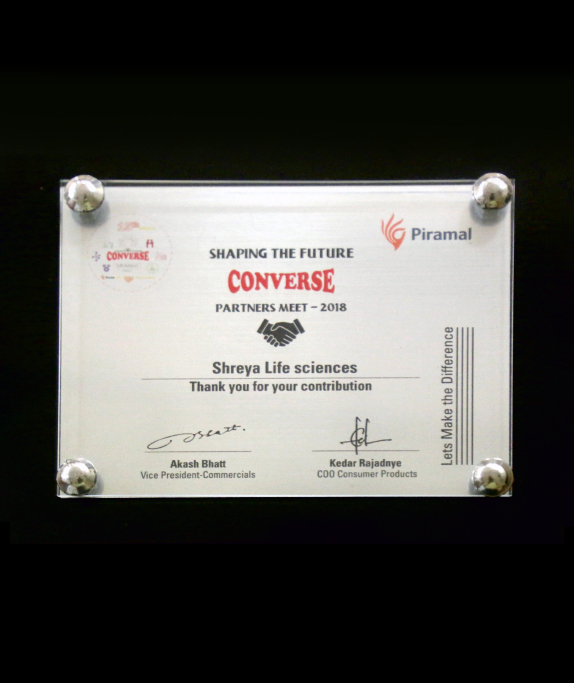 CONVERSE
Piramal
SHAPING THE FUTURE
CONVERSE
PARTNERS MEET – 2018
Shreya Life sciences
Thank you for your contribution
Lets Make the Difference
Akash Bhatt
Vice President-Commercials
Kedar Rajadnye
COO Consumer Products